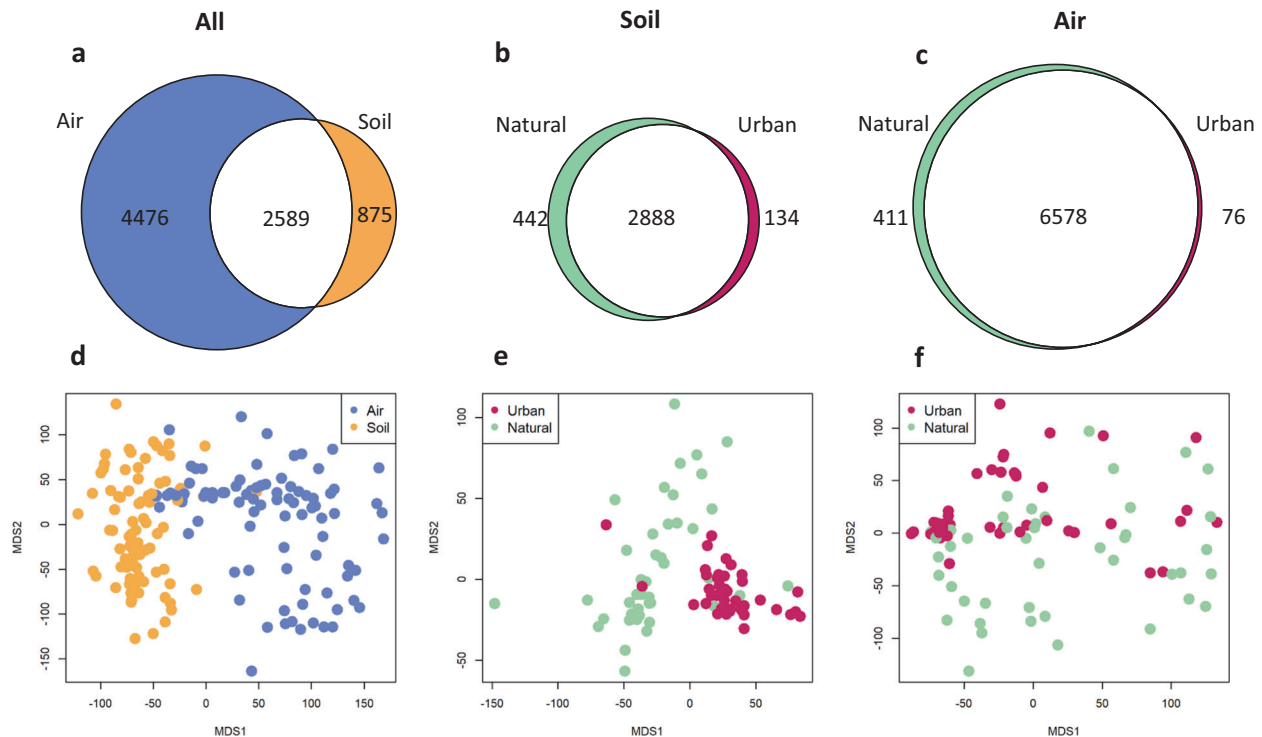 All
Soil
Air
a
b
c
Air
Soil
Natural
Urban
Natural
Urban
4476
2589
875
442
2888
134
411
6578
76
d
e
f
Air
Soil
MDS2
100
50
0
-50
-100
-150
-100
-50
0
50
100
150
MDS1
Urban
Natural
MDS2
100
50
0
-50
-150
-100
-50
0
50
MDS1
Urban
Natural
MDS2
100
50
0
-50
-100
-50
0
50
100
MDS1